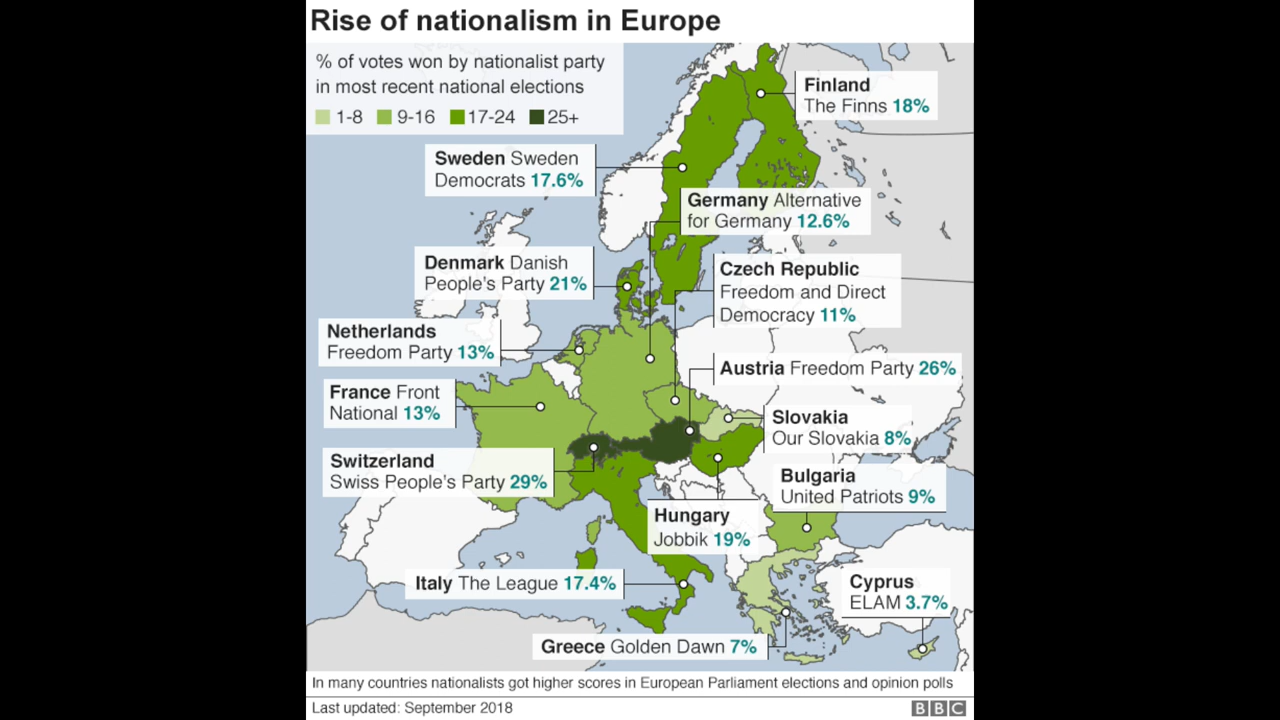 Rise of nationalism in Europe
% of votes won by nationalist party
in most recent national elections
1-8 9-16 17-24 25+
Finland
The Finns 18%
Sweden Sweden
Democrats 17.6%
Germany Alternative
for Germany 12.6%
Denmark Danish
People's Party 21%
Czech Republic
Freedom and Direct
Democracy 11%
Netherlands
Freedom Party 13%
Austria Freedom Party 26%
France Front
National 13%
Slovakia
Our Slovakia 8%
Switzerland
Swiss People's Party 29%
Bulgaria
United Patriots 9%
Hungary
Jobbik 19%
Italy The League 17.4%
Cyprus
ELAM 3.7%
Greece Golden Dawn 7%
In many countries nationalists got higher scores in European Parliament elections and opinion polls
Last updated: September 2018
BBC